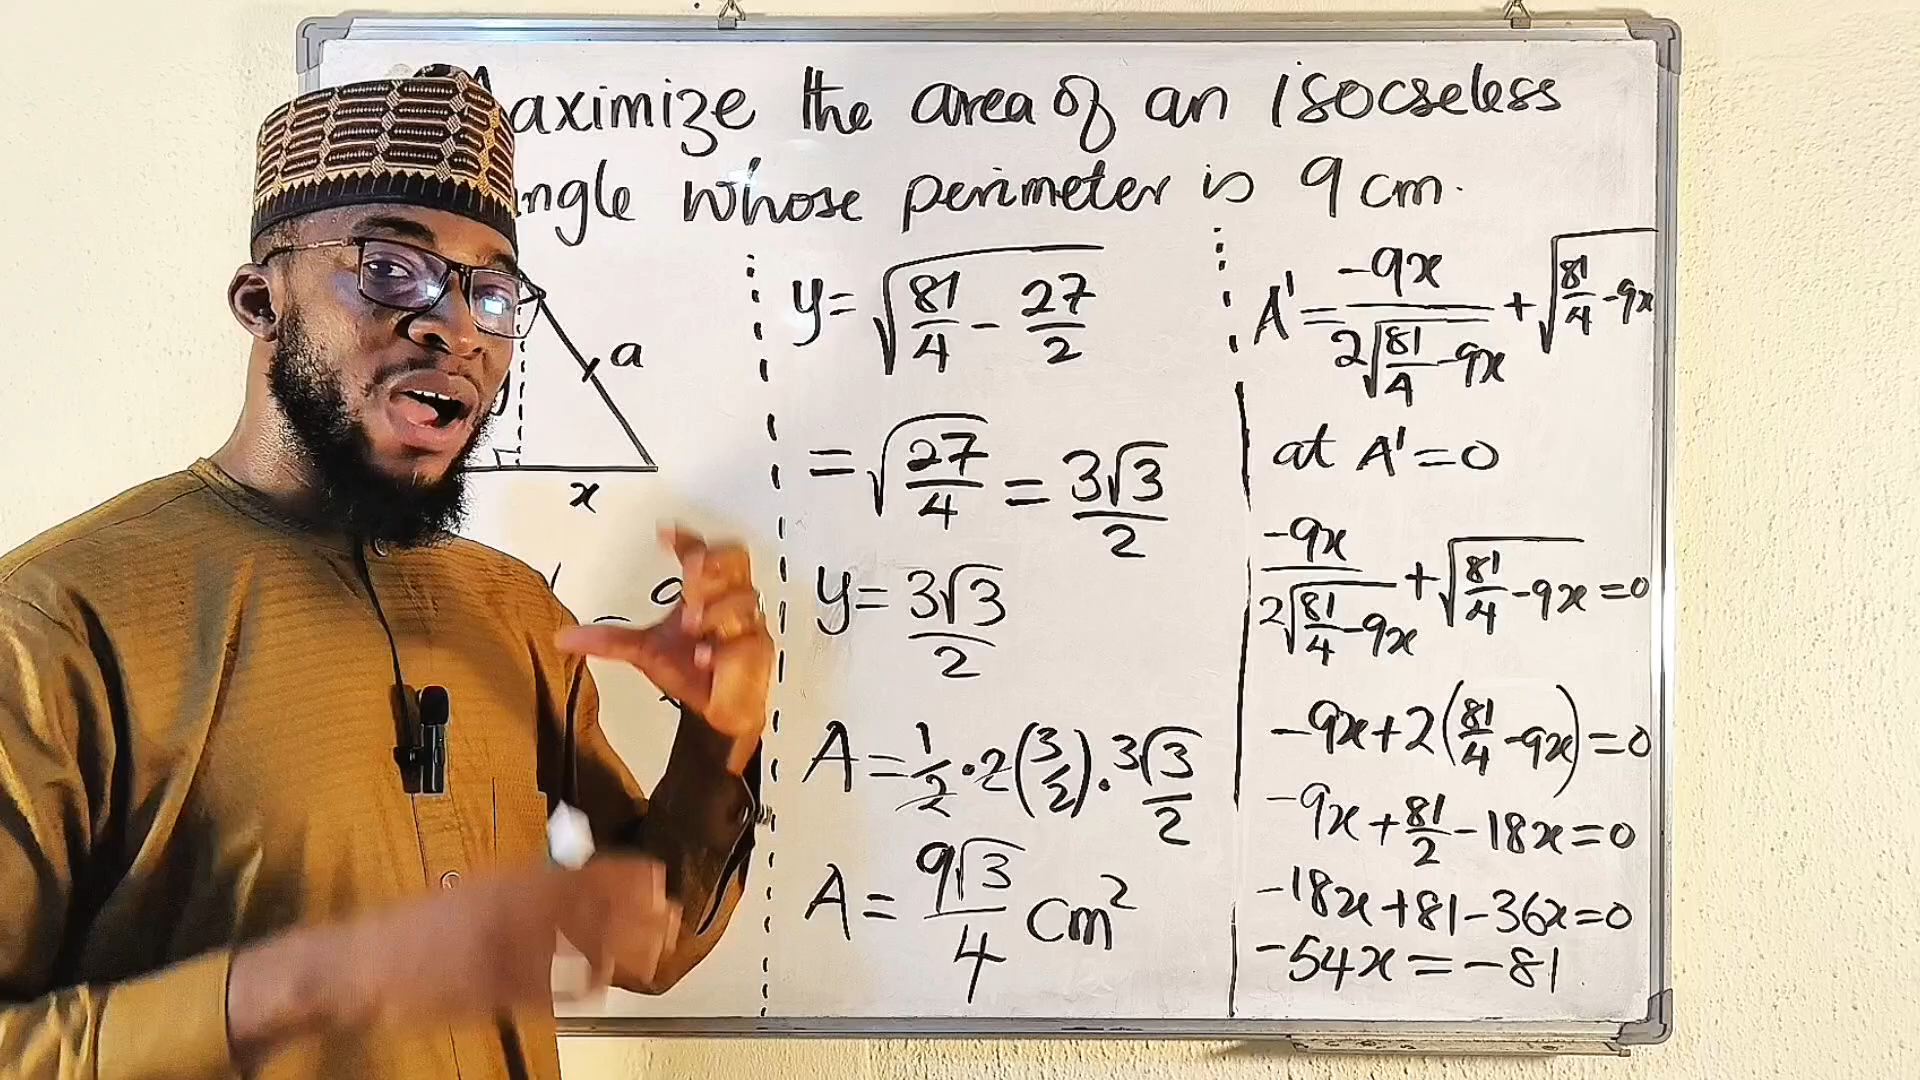 aximize the area of an isocseless
ngle whose perimeter is 9 cm.
a
x
y = √(81/4 - 27/2)
= √(27/4) = 3√3/2
y = 3√3/2
A = 1/2 · 2(3/2) · 3√3/2
A = 9√3/4 cm²
A' = -9x/(2√(81/4 - 9x)) + √(81/4 - 9x)
at A' = 0
-9x/(2√(81/4 - 9x)) + √(81/4 - 9x) = 0
-9x + 2(81/4 - 9x) = 0
-9x + 81/2 - 18x = 0
-18x + 81 - 36x = 0
-54x = -81